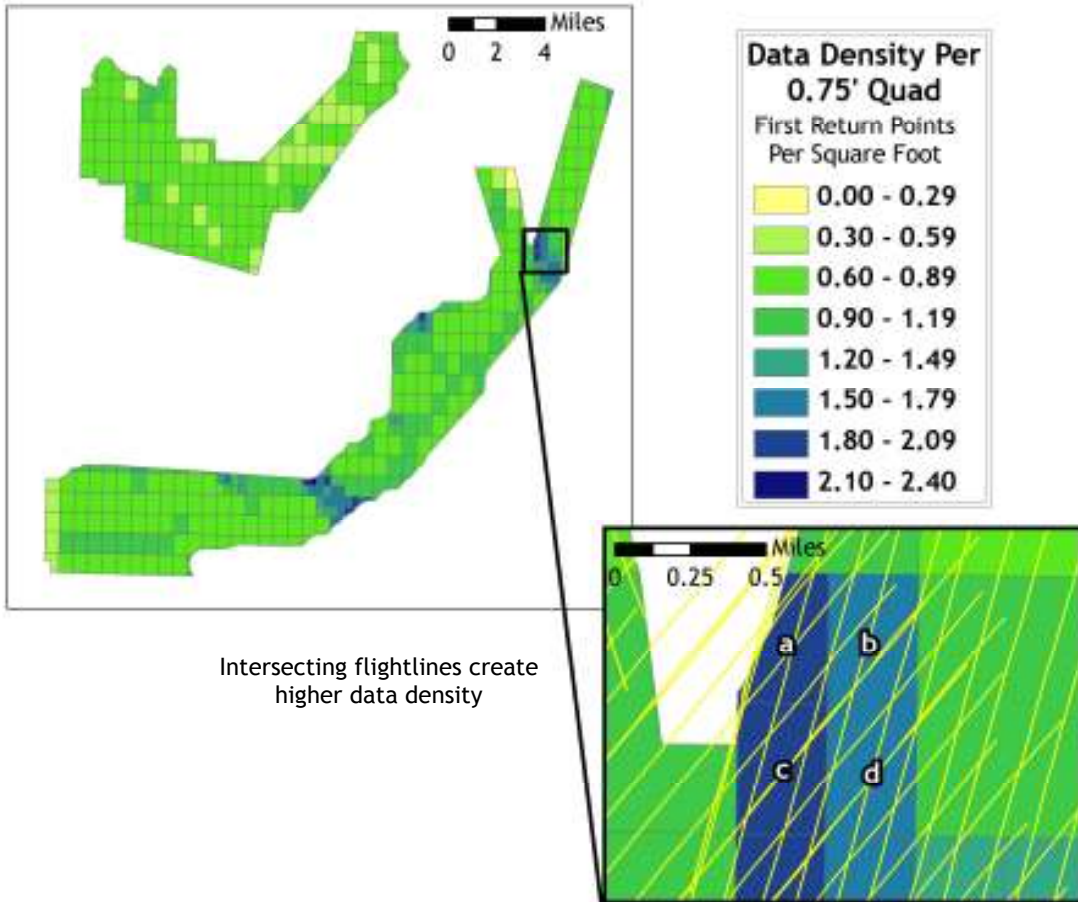 Miles
0 2 4
Data Density Per
0.75' Quad
First Return Points
Per Square Foot
0.00 - 0.29
0.30 - 0.59
0.60 - 0.89
0.90 - 1.19
1.20 - 1.49
1.50 - 1.79
1.80 - 2.09
2.10 - 2.40
Intersecting flightlines create
higher data density
Miles
0 0.25 0.5
a b
c d